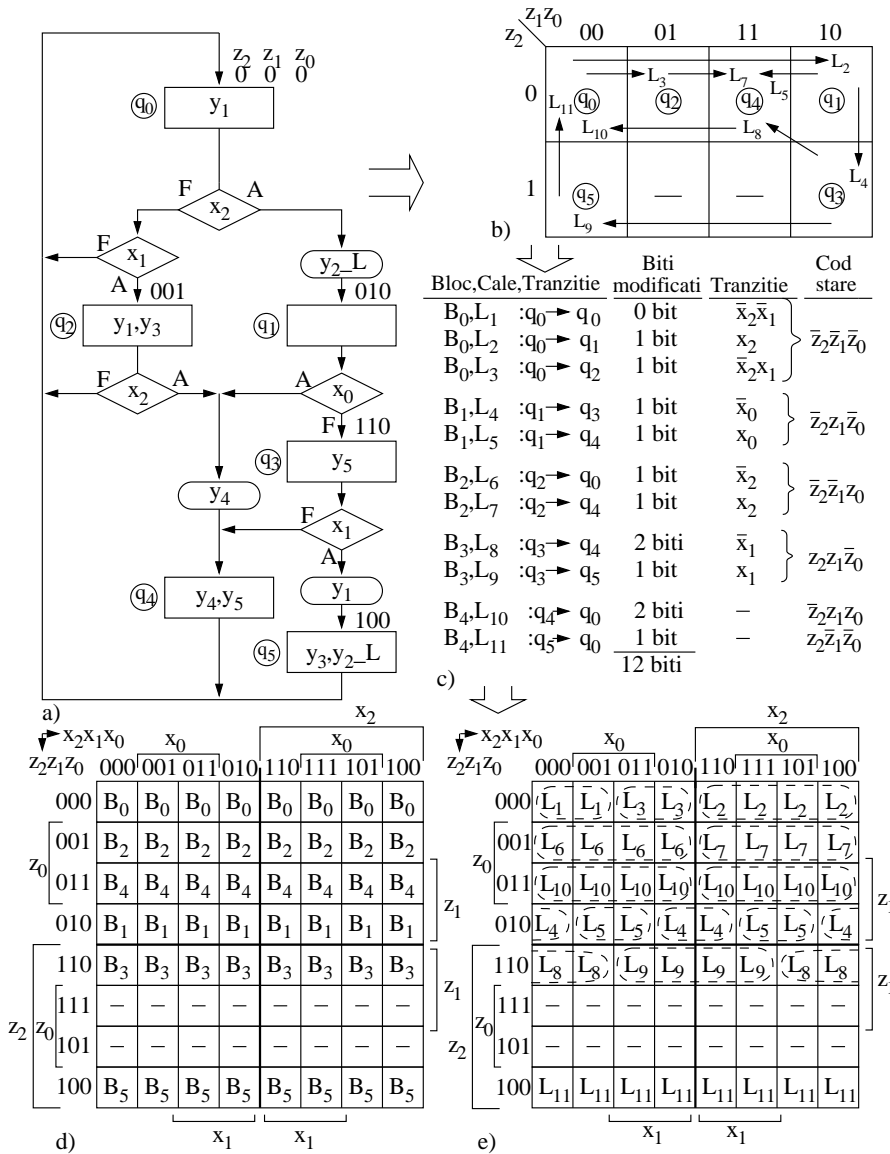 z₂ z₁ z₀
0 0 0
q₀
y₁
F A
x₂
F
x₁
A
y₂_L
001
010
q₂
y₁,y₃
q₁
F A
x₂
A
x₀
F 110
q₃
y₅
y₄
F
x₁
A
y₁
q₄
y₄,y₅
100
q₅
y₃,y₂_L
a)
z₁z₀
z₂
00 01 11 10
0
L₂
L₃ L₇ L₅
L₁₁ q₀ q₂ q₄ q₁
L₁₀ L₈
L₄
1
q₅ — — q₃
L₉
b)
Bloc,Cale,Tranzitie Biti modificati Tranzitie Cod stare
B₀,L₁ :q₀→q₀ 0 bit x̅₂x̅₁
B₀,L₂ :q₀→q₁ 1 bit x₂ z̅₂z̅₁z̅₀
B₀,L₃ :q₀→q₂ 1 bit x̅₂x₁
B₁,L₄ :q₁→q₃ 1 bit x̅₀
B₁,L₅ :q₁→q₄ 1 bit x₀ z̅₂z₁z̅₀
B₂,L₆ :q₂→q₀ 1 bit x̅₂
B₂,L₇ :q₂→q₄ 1 bit x₂ z̅₂z̅₁z₀
B₃,L₈ :q₃→q₄ 2 biti x̅₁
B₃,L₉ :q₃→q₅ 1 bit x₁ z₂z₁z̅₀
B₄,L₁₀ :q₄→q₀ 2 biti – z̅₂z₁z₀
B₄,L₁₁ :q₅→q₀ 1 bit – z₂z̅₁z̅₀
12 biti
c)
x₂
x₂x₁x₀ x₀ x₀
z₂z₁z₀ 000 001 011 010 110 111 101 100
000 B₀ B₀ B₀ B₀ B₀ B₀ B₀ B₀
001 B₂ B₂ B₂ B₂ B₂ B₂ B₂ B₂
z₀
011 B₄ B₄ B₄ B₄ B₄ B₄ B₄ B₄
z₁
010 B₁ B₁ B₁ B₁ B₁ B₁ B₁ B₁
110 B₃ B₃ B₃ B₃ B₃ B₃ B₃ B₃
z₁
111 – – – – – – – –
z₂ z₀
101 – – – – – – – –
100 B₅ B₅ B₅ B₅ B₅ B₅ B₅ B₅
x₁ x₁
d)
x₂
x₂x₁x₀ x₀ x₀
z₂z₁z₀ 000 001 011 010 110 111 101 100
000 L₁ L₁ L₃ L₃ L₂ L₂ L₂ L₂
001 L₆ L₆ L₆ L₆ L₇ L₇ L₇ L₇
z₀
011 L₁₀ L₁₀ L₁₀ L₁₀ L₁₀ L₁₀ L₁₀ L₁₀
010 L₄ L₅ L₅ L₄ L₄ L₅ L₅ L�4
110 L₈ L₈ L₉ L₉ L₉ L₉ L₈ L₈
111 – – – – – – – –
z₀
z₂
101 – – – – – – – –
100 L₁₁ L₁₁ L₁₁ L₁₁ L₁₁ L₁₁ L₁₁ L₁₁
x₁ x₁
e)